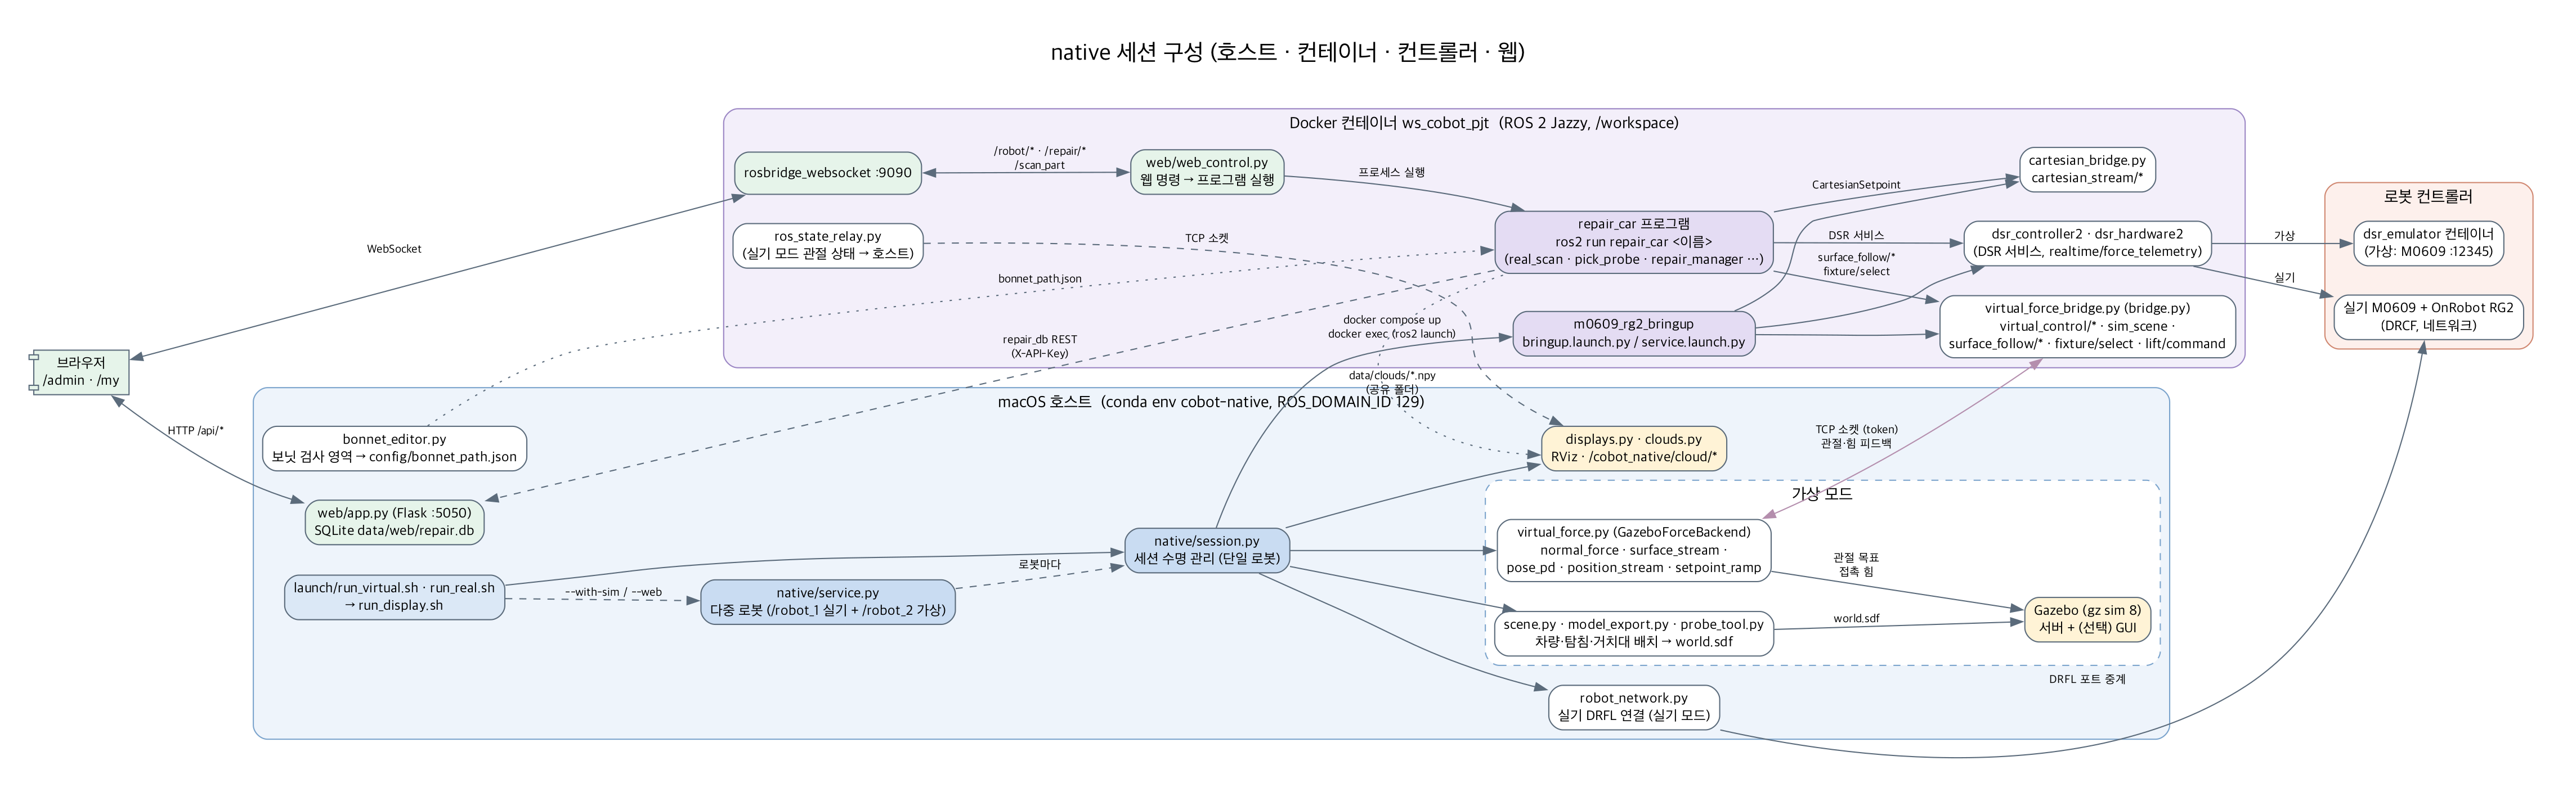 native 세션 구성 (호스트 · 컨테이너 · 컨트롤러 · 웹)
Docker 컨테이너 ws_cobot_pjt  (ROS 2 Jazzy, /workspace)
rosbridge_websocket :9090
/robot/* · /repair/*
/scan_part
web/web_control.py
웹 명령 → 프로그램 실행
프로세스 실행
ros_state_relay.py
(실기 모드 관절 상태 → 호스트)
TCP 소켓
repair_car 프로그램
ros2 run repair_car <이름>
(real_scan · pick_probe · repair_manager …)
CartesianSetpoint
DSR 서비스
surface_follow/*
fixture/select
cartesian_bridge.py
cartesian_stream/*
dsr_controller2 · dsr_hardware2
(DSR 서비스, realtime/force_telemetry)
virtual_force_bridge.py (bridge.py)
virtual_control/* · sim_scene ·
surface_follow/* · fixture/select · lift/command
m0609_rg2_bringup
bringup.launch.py / service.launch.py
로봇 컨트롤러
dsr_emulator 컨테이너
(가상: M0609 :12345)
실기 M0609 + OnRobot RG2
(DRCF, 네트워크)
가상
실기
WebSocket
bonnet_path.json
docker compose up
docker exec (ros2 launch)
repair_db REST
(X-API-Key)
data/clouds/*.npy
(공유 폴더)
브라우저
/admin · /my
HTTP /api/*
macOS 호스트  (conda env cobot-native, ROS_DOMAIN_ID 129)
bonnet_editor.py
보닛 검사 영역 → config/bonnet_path.json
web/app.py (Flask :5050)
SQLite data/web/repair.db
launch/run_virtual.sh · run_real.sh
→ run_display.sh
--with-sim / --web
native/service.py
다중 로봇 (/robot_1 실기 + /robot_2 가상)
로봇마다
native/session.py
세션 수명 관리 (단일 로봇)
displays.py · clouds.py
RViz · /cobot_native/cloud/*
TCP 소켓 (token)
관절·힘 피드백
가상 모드
virtual_force.py (GazeboForceBackend)
normal_force · surface_stream ·
pose_pd · position_stream · setpoint_ramp
관절 목표
접촉 힘
scene.py · model_export.py · probe_tool.py
차량·탐침·거치대 배치 → world.sdf
world.sdf
Gazebo (gz sim 8)
서버 + (선택) GUI
robot_network.py
실기 DRFL 연결 (실기 모드)
DRFL 포트 중계